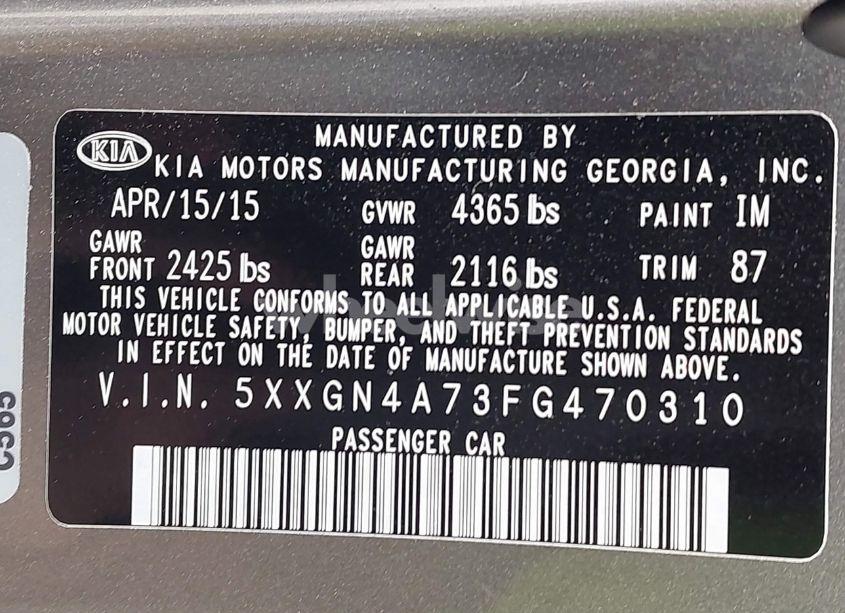 MANUFACTURED BY
KIA KIA MOTORS MANUFACTURING GEORGIA, INC.
APR/15/15 GVWR 4365 lbs PAINT IM
GAWR FRONT 2425 lbs GAWR REAR 2116 lbs TRIM 87
THIS VEHICLE CONFORMS TO ALL APPLICABLE U.S.A. FEDERAL
MOTOR VEHICLE SAFETY, BUMPER, AND THEFT PREVENTION STANDARDS
IN EFFECT ON THE DATE OF MANUFACTURE SHOWN ABOVE.
V.I.N. 5XXGN4A73FG470310
PASSENGER CAR